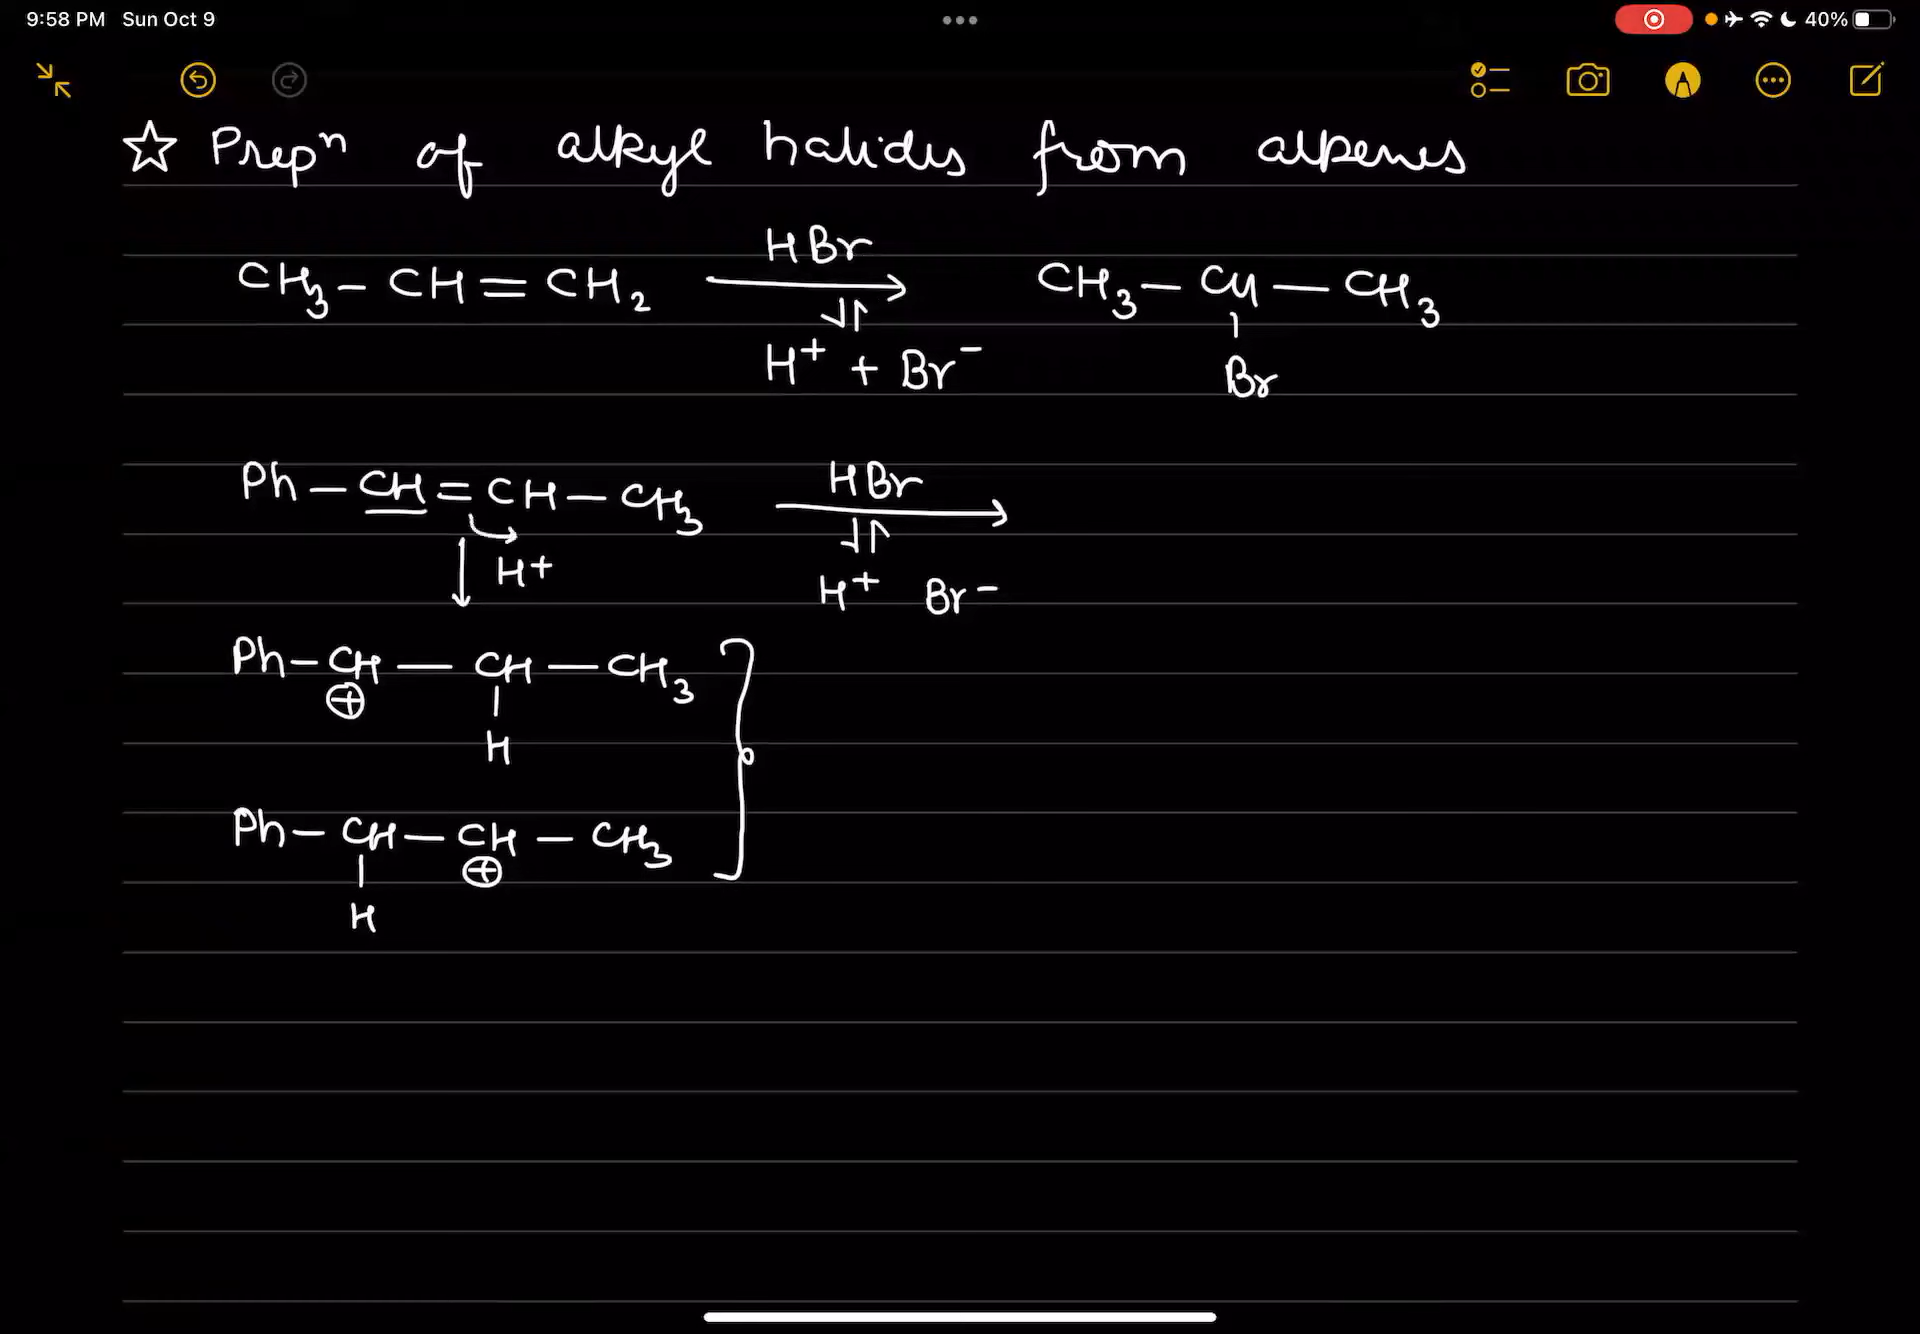 9:58 PM Sun Oct 9
40%
☆ Prepⁿ of alkyl halides from alkenes
HBr
CH₃ – CH = CH₂ ⟶ CH₃ – CH – CH₃
⇌
H⁺ + Br⁻
Br
Ph – CH = CH – CH₃ HBr ⟶
↓ H⁺
⇌
H⁺ Br⁻
Ph – CH – CH – CH₃
⊕
H
Ph – CH – CH – CH₃
⊕
H